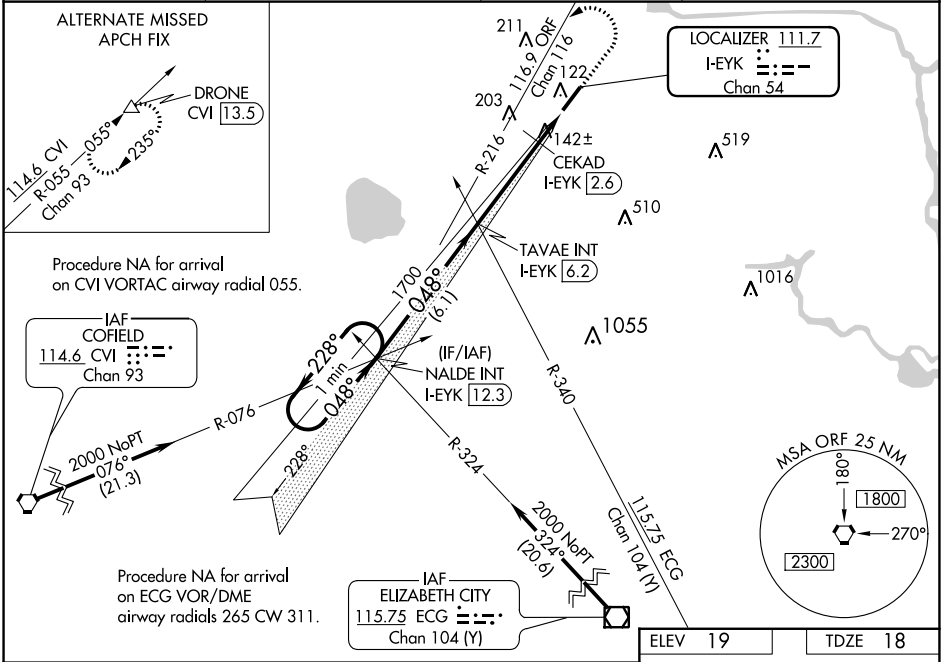 ALTERNATE MISSED
APCH FIX
DRONE
CVI 13.5
055°
235°
114.6 CVI
R-055
Chan 93
211
116.9 ORF
Chan 116
122
203
R-216
142±
LOCALIZER 111.7
I-EYK
Chan 54
CEKAD
I-EYK 2.6
519
510
TAVAE INT
I-EYK 6.2
1016
1055
Procedure NA for arrival
on CVI VORTAC airway radial 055.
1700
048°
(6.1)
IAF
COFIELD
114.6 CVI
Chan 93
228°
1 min
048°
(IF/IAF)
NALDE INT
I-EYK 12.3
R-340
R-076
2000 NoPT
076°
(21.3)
228°
R-324
2000 NoPT
324°
(20.6)
115.75 ECG
Chan 104 (Y)
MSA ORF 25 NM
180°
1800
270°
2300
Procedure NA for arrival
on ECG VOR/DME
airway radials 265 CW 311.
IAF
ELIZABETH CITY
115.75 ECG
Chan 104 (Y)
ELEV 19
TDZE 18